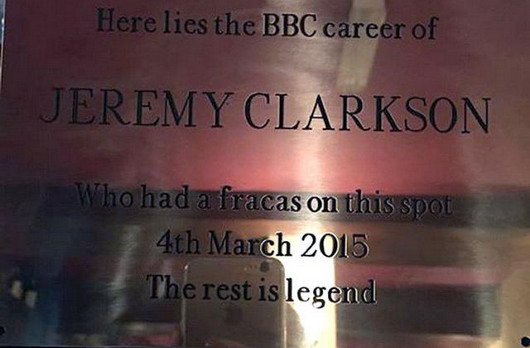 Here lies the BBC career of
JEREMY CLARKSON
Who had a fracas on this spot
4th March 2015
The rest is legend